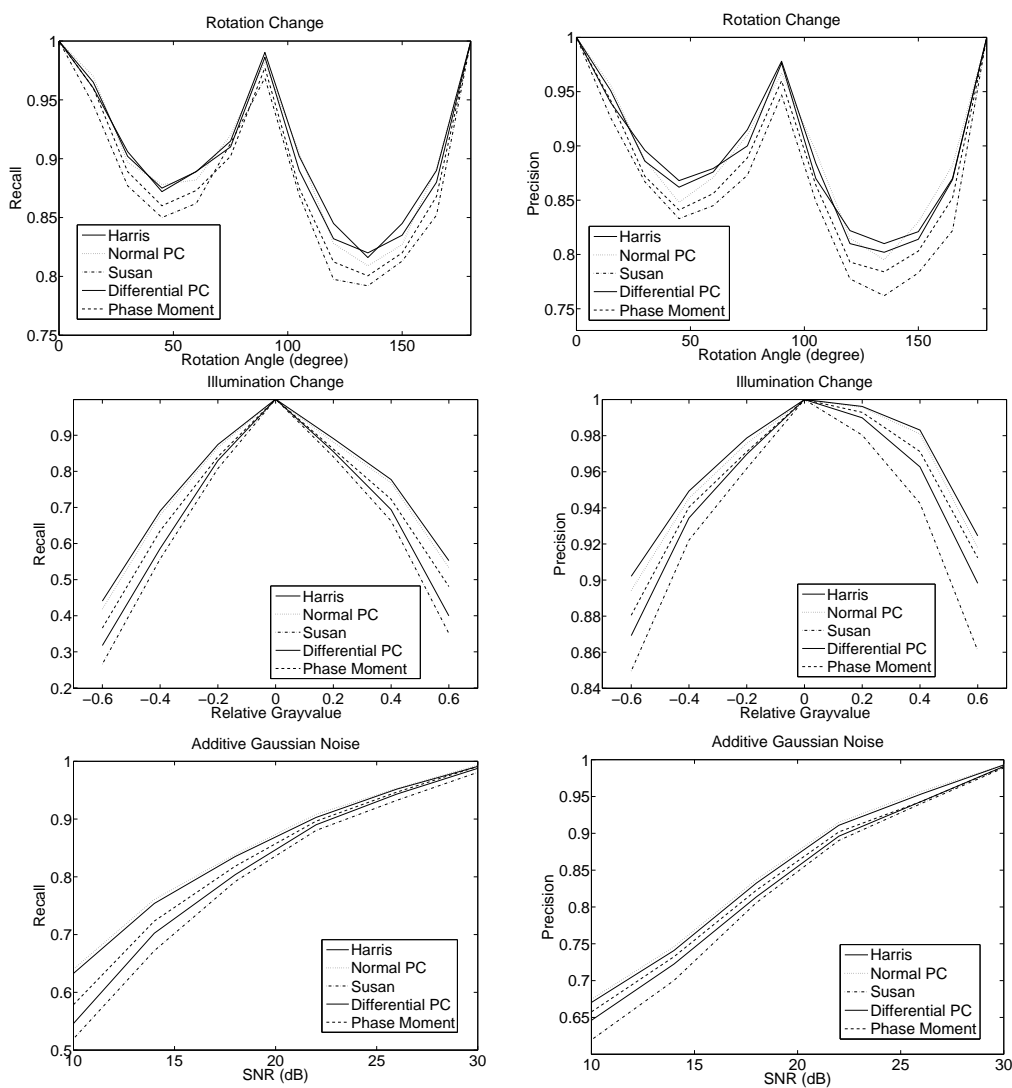 Rotation Change
1
0.95
0.9
0.85
0.8
0.75
Recall
0
50
100
150
Rotation Angle (degree)
Harris
Normal PC
Susan
Differential PC
Phase Moment
Rotation Change
1
0.95
0.9
0.85
0.8
0.75
Precision
0
50
100
150
Rotation Angle (degree)
Harris
Normal PC
Susan
Differential PC
Phase Moment
Illumination Change
0.9
0.8
0.7
0.6
0.5
0.4
0.3
0.2
Recall
−0.6
−0.4
−0.2
0
0.2
0.4
0.6
Relative Grayvalue
Harris
Normal PC
Susan
Differential PC
Phase Moment
Illumination Change
1
0.98
0.96
0.94
0.92
0.9
0.88
0.86
0.84
Precision
−0.6
−0.4
−0.2
0
0.2
0.4
0.6
Relative Grayvalue
Harris
Normal PC
Susan
Differential PC
Phase Moment
Additive Gaussian Noise
1
0.9
0.8
0.7
0.6
0.5
Recall
10
15
20
25
30
SNR (dB)
Harris
Normal PC
Susan
Differential PC
Phase Moment
Additive Gaussian Noise
1
0.95
0.9
0.85
0.8
0.75
0.7
0.65
Precision
10
15
20
25
30
SNR (dB)
Harris
Normal PC
Susan
Differential PC
Phase Moment